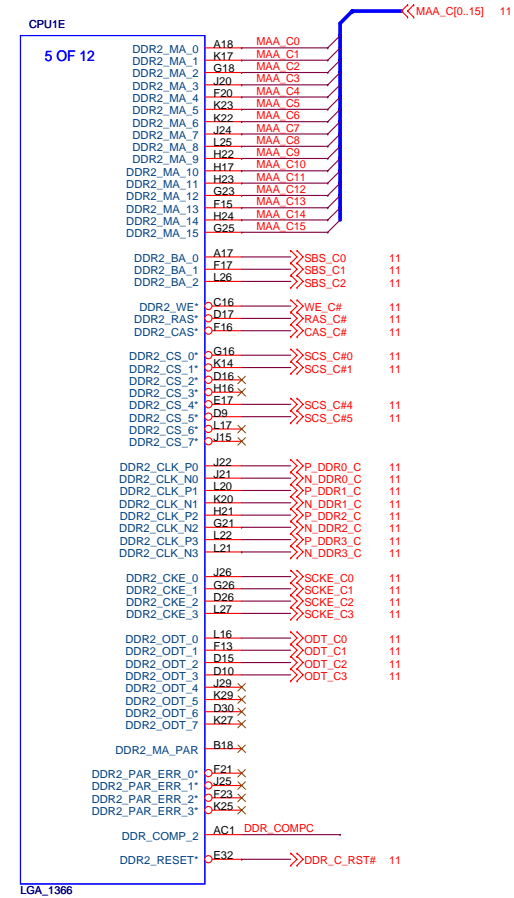 MAA_C[0..15] 11
CPU1E
5 OF 12
DDR2_MA_0 A18 MAA_C0
DDR2_MA_1 K17 MAA_C1
DDR2_MA_2 G18 MAA_C2
DDR2_MA_3 J20 MAA_C3
DDR2_MA_4 F20 MAA_C4
DDR2_MA_5 K23 MAA_C5
DDR2_MA_6 K22 MAA_C6
DDR2_MA_7 J24 MAA_C7
DDR2_MA_8 L25 MAA_C8
DDR2_MA_9 H22 MAA_C9
DDR2_MA_10 H17 MAA_C10
DDR2_MA_11 H23 MAA_C11
DDR2_MA_12 G23 MAA_C12
DDR2_MA_13 F15 MAA_C13
DDR2_MA_14 H24 MAA_C14
DDR2_MA_15 G25 MAA_C15
DDR2_BA_0 A17 SBS_C0 11
DDR2_BA_1 F17 SBS_C1 11
DDR2_BA_2 L26 SBS_C2 11
DDR2_WE* C16 WE_C# 11
DDR2_RAS* D17 RAS_C# 11
DDR2_CAS* F16 CAS_C# 11
DDR2_CS_0* G16 SCS_C#0 11
DDR2_CS_1* K14 SCS_C#1 11
DDR2_CS_2* D16
DDR2_CS_3* H16
DDR2_CS_4* E17 SCS_C#4 11
DDR2_CS_5* D9 SCS_C#5 11
DDR2_CS_6* L17
DDR2_CS_7* J15
DDR2_CLK_P0 J22 P_DDR0_C 11
DDR2_CLK_N0 J21 N_DDR0_C 11
DDR2_CLK_P1 L20 P_DDR1_C 11
DDR2_CLK_N1 K20 N_DDR1_C 11
DDR2_CLK_P2 H21 P_DDR2_C 11
DDR2_CLK_N2 G21 N_DDR2_C 11
DDR2_CLK_P3 L22 P_DDR3_C 11
DDR2_CLK_N3 L21 N_DDR3_C 11
DDR2_CKE_0 J26 SCKE_C0 11
DDR2_CKE_1 G26 SCKE_C1 11
DDR2_CKE_2 D26 SCKE_C2 11
DDR2_CKE_3 L27 SCKE_C3 11
DDR2_ODT_0 L16 ODT_C0 11
DDR2_ODT_1 F13 ODT_C1 11
DDR2_ODT_2 D15 ODT_C2 11
DDR2_ODT_3 D10 ODT_C3 11
DDR2_ODT_4 J29
DDR2_ODT_5 K29
DDR2_ODT_6 D30
DDR2_ODT_7 K27
DDR2_MA_PAR B18
DDR2_PAR_ERR_0* F21
DDR2_PAR_ERR_1* J25
DDR2_PAR_ERR_2* F23
DDR2_PAR_ERR_3* K25
DDR_COMP_2 AC1 DDR_COMPC
DDR2_RESET* E32 DDR_C_RST# 11
LGA_1366